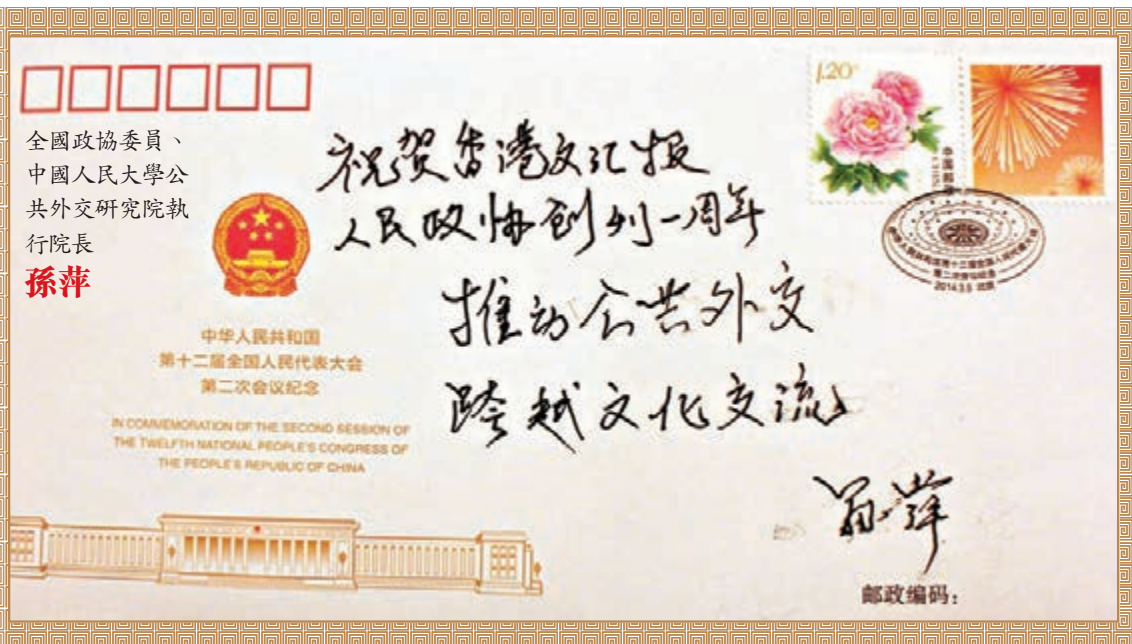 全國政協委員、
中國人民大學公
共外交研究院執
行院長
孫萍
祝贺香港文汇报
人民政协创刊一周年
推动公共外交
跨越文化交流
孙萍
1.20元
中国邮政
中华人民共和国
第十二届全国人民代表大会
第二次会议纪念
IN COMMEMORATION OF THE SECOND SESSION OF
THE TWELFTH NATIONAL PEOPLE'S CONGRESS OF
THE PEOPLE'S REPUBLIC OF CHINA
2014.3.5 北京
邮政编码：